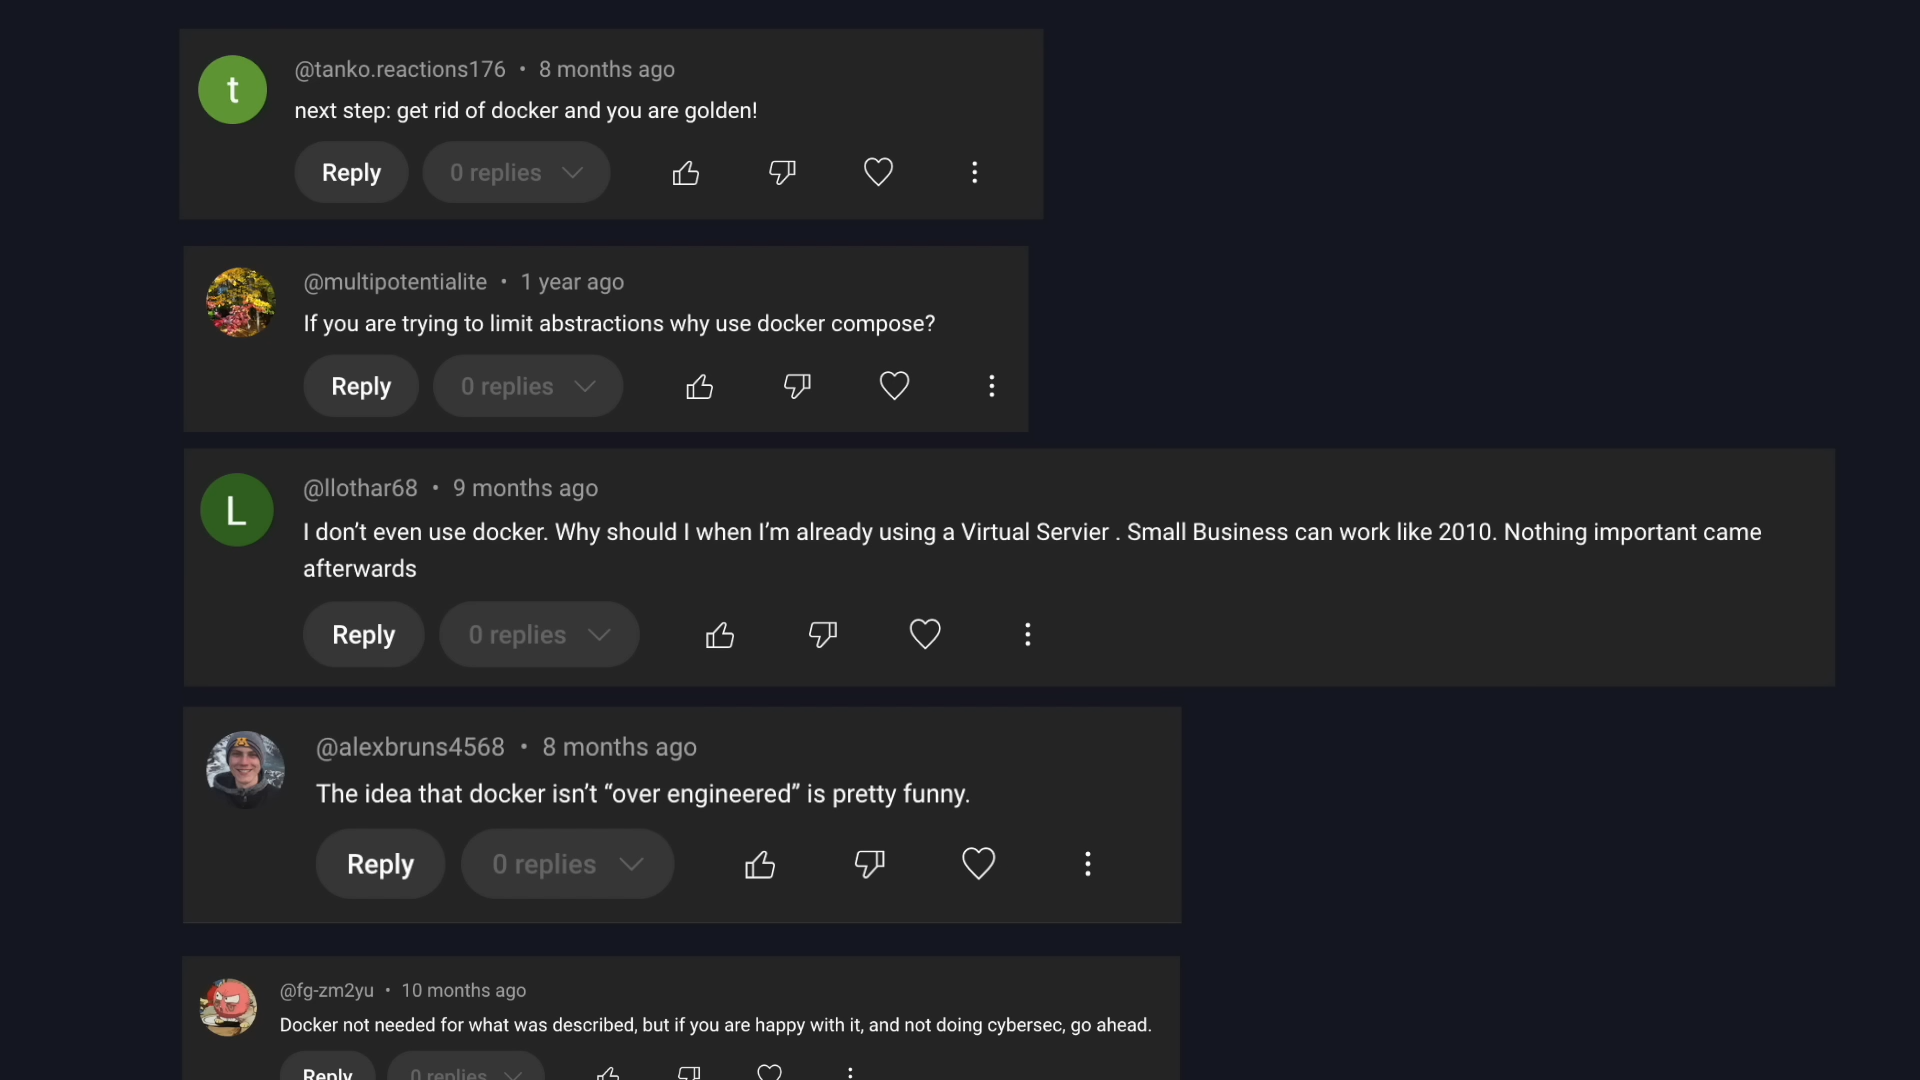 t
@tanko.reactions176 • 8 months ago
next step: get rid of docker and you are golden!
Reply 0 replies
@multipotentialite • 1 year ago
If you are trying to limit abstractions why use docker compose?
Reply 0 replies
L
@llothar68 • 9 months ago
I don’t even use docker. Why should I when I’m already using a Virtual Servier . Small Business can work like 2010. Nothing important came
afterwards
Reply 0 replies
@alexbruns4568 • 8 months ago
The idea that docker isn’t “over engineered” is pretty funny.
Reply 0 replies
@fg-zm2yu • 10 months ago
Docker not needed for what was described, but if you are happy with it, and not doing cybersec, go ahead.
Reply 0 replies